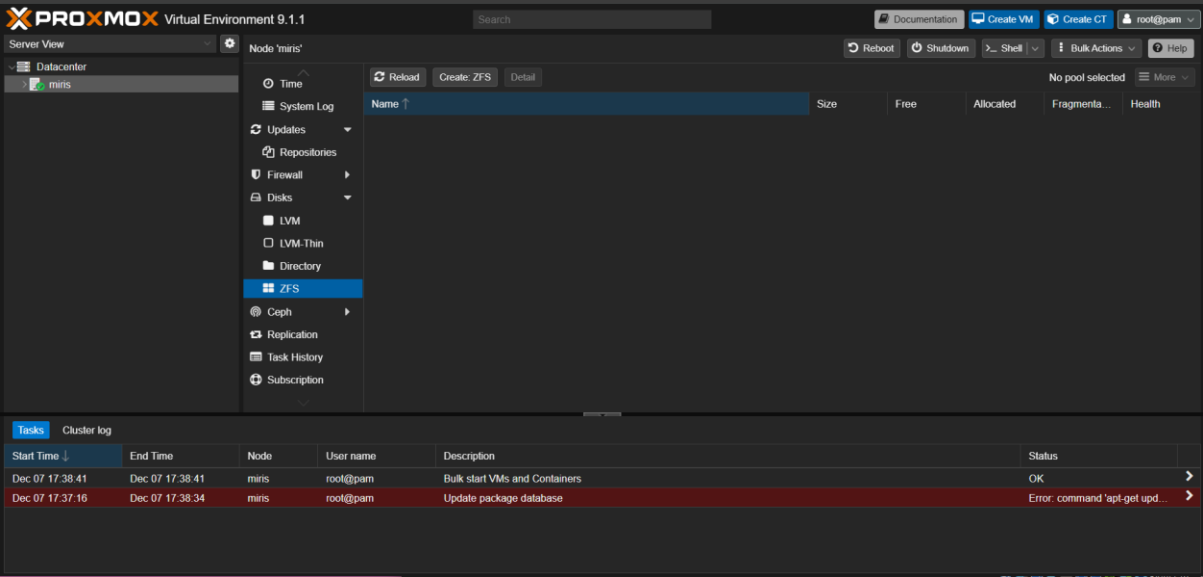 PROXMOX Virtual Environment 9.1.1 Search Documentation Create VM Create CT root@pam
Server View
Datacenter
miris
Node 'miris' Reboot Shutdown >_ Shell Bulk Actions Help
Time
System Log
Updates
Repositories
Firewall
Disks
LVM
LVM-Thin
Directory
ZFS
Ceph
Replication
Task History
Subscription
Reload Create: ZFS Detail No pool selected More
Name Size Free Allocated Fragmenta... Health
Tasks Cluster log
Start Time End Time Node User name Description Status
Dec 07 17:38:41 Dec 07 17:38:41 miris root@pam Bulk start VMs and Containers OK
Dec 07 17:37:16 Dec 07 17:38:34 miris root@pam Update package database Error: command 'apt-get upd...